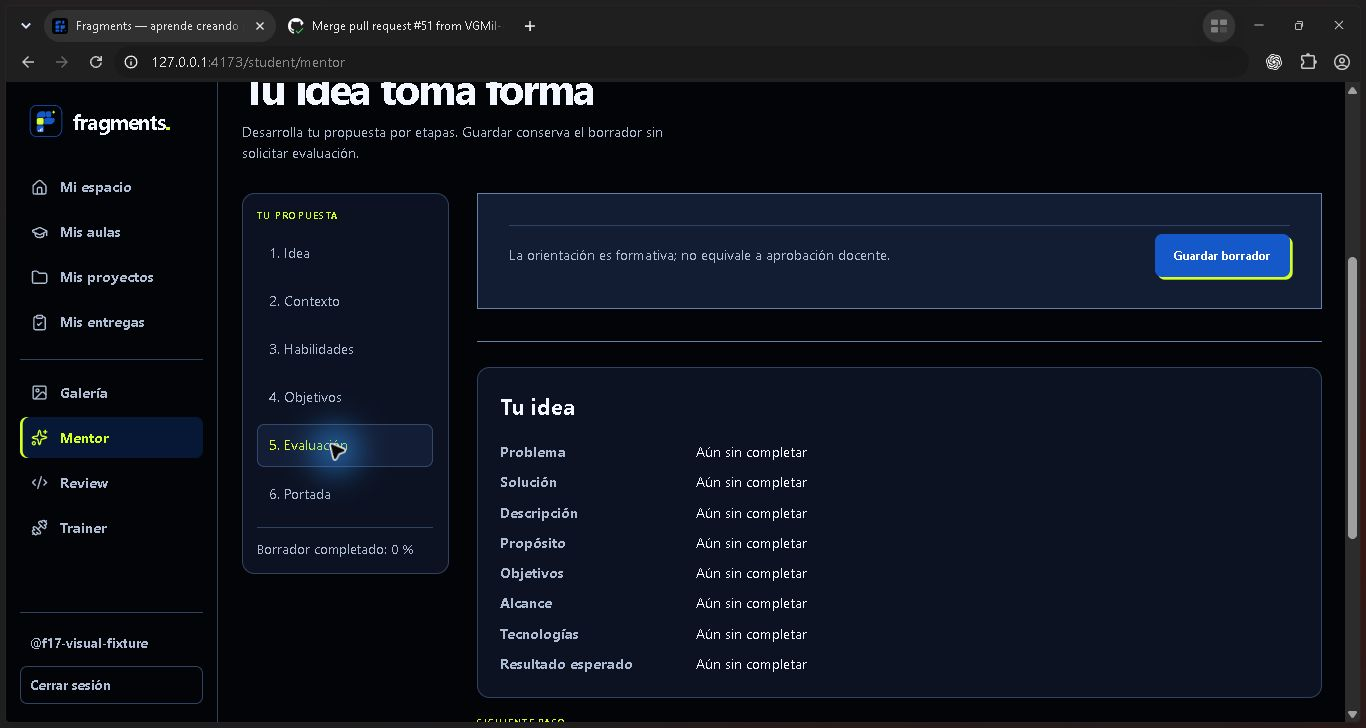 Fragments — aprende creando
Merge pull request #51 from VGMil-
127.0.0.1:4173/student/mentor
fragments.
Mi espacio
Mis aulas
Mis proyectos
Mis entregas
Galería
Mentor
Review
Trainer
@f17-visual-fixture
Cerrar sesión
Tu idea toma forma
Desarrolla tu propuesta por etapas. Guardar conserva el borrador sin
solicitar evaluación.
TU PROPUESTA
1. Idea
2. Contexto
3. Habilidades
4. Objetivos
5. Evaluación
6. Portada
Borrador completado: 0 %
La orientación es formativa; no equivale a aprobación docente.
Guardar borrador
Tu idea
Problema Aún sin completar
Solución Aún sin completar
Descripción Aún sin completar
Propósito Aún sin completar
Objetivos Aún sin completar
Alcance Aún sin completar
Tecnologías Aún sin completar
Resultado esperado Aún sin completar
SIGUIENTE PASO